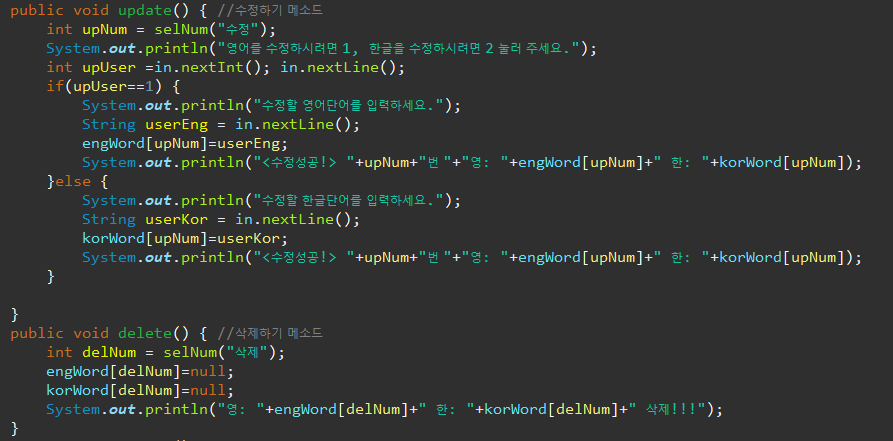 public void update() { //수정하기 메소드
int upNum = selNum("수정");
System.out.println("영어를 수정하시려면 1, 한글을 수정하시려면 2 눌러 주세요.");
int upUser =in.nextInt(); in.nextLine();
if(upUser==1) {
System.out.println("수정할 영어단어를 입력하세요.");
String userEng = in.nextLine();
engWord[upNum]=userEng;
System.out.println("<수정성공!> "+upNum+"번 "+"영: "+engWord[upNum]+" 한: "+korWord[upNum]);
}else {
System.out.println("수정할 한글단어를 입력하세요.");
String userKor = in.nextLine();
korWord[upNum]=userKor;
System.out.println("<수정성공!> "+upNum+"번 "+"영: "+engWord[upNum]+" 한: "+korWord[upNum]);
}
}
public void delete() { //삭제하기 메소드
int delNum = selNum("삭제");
engWord[delNum]=null;
korWord[delNum]=null;
System.out.println("영: "+engWord[delNum]+" 한: "+korWord[delNum]+" 삭제!!!");
}